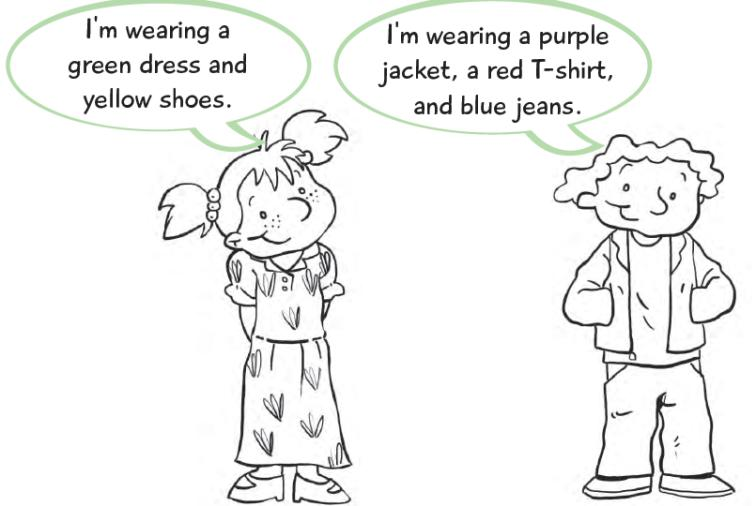 I'm wearing a
green dress and
yellow shoes.
I'm wearing a purple
jacket, a red T-shirt,
and blue jeans.